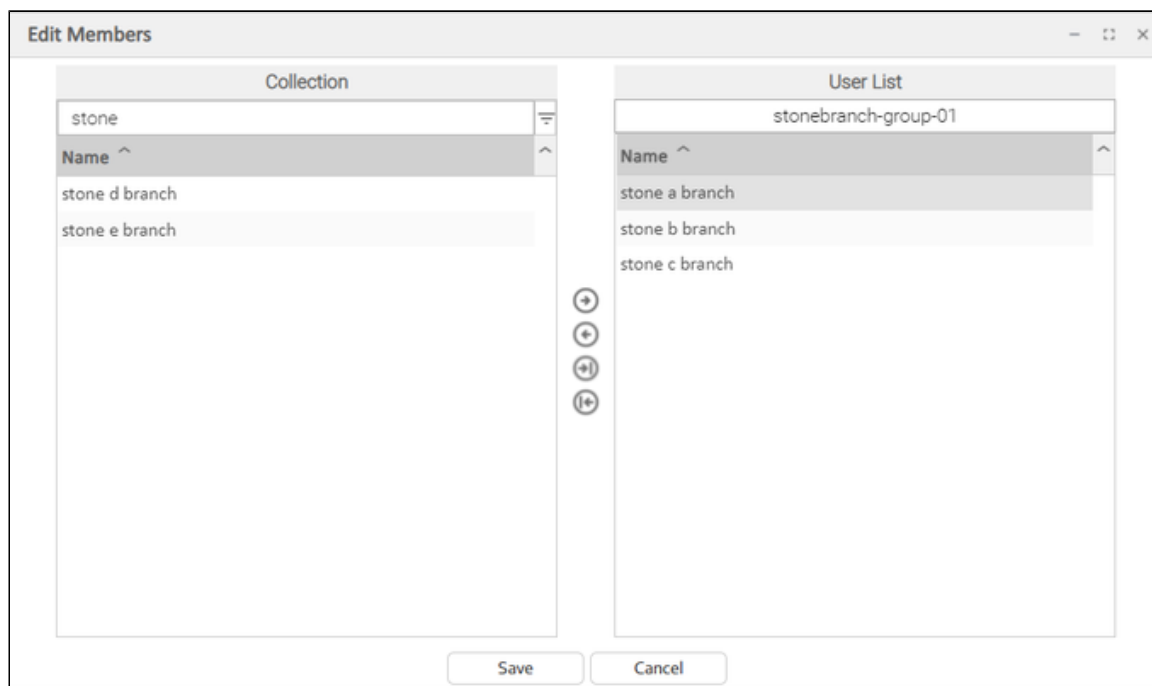 Edit Members
Collection
stone
Name
stone d branch
stone e branch
User List
stonebranch-group-01
Name
stone a branch
stone b branch
stone c branch
Save
Cancel